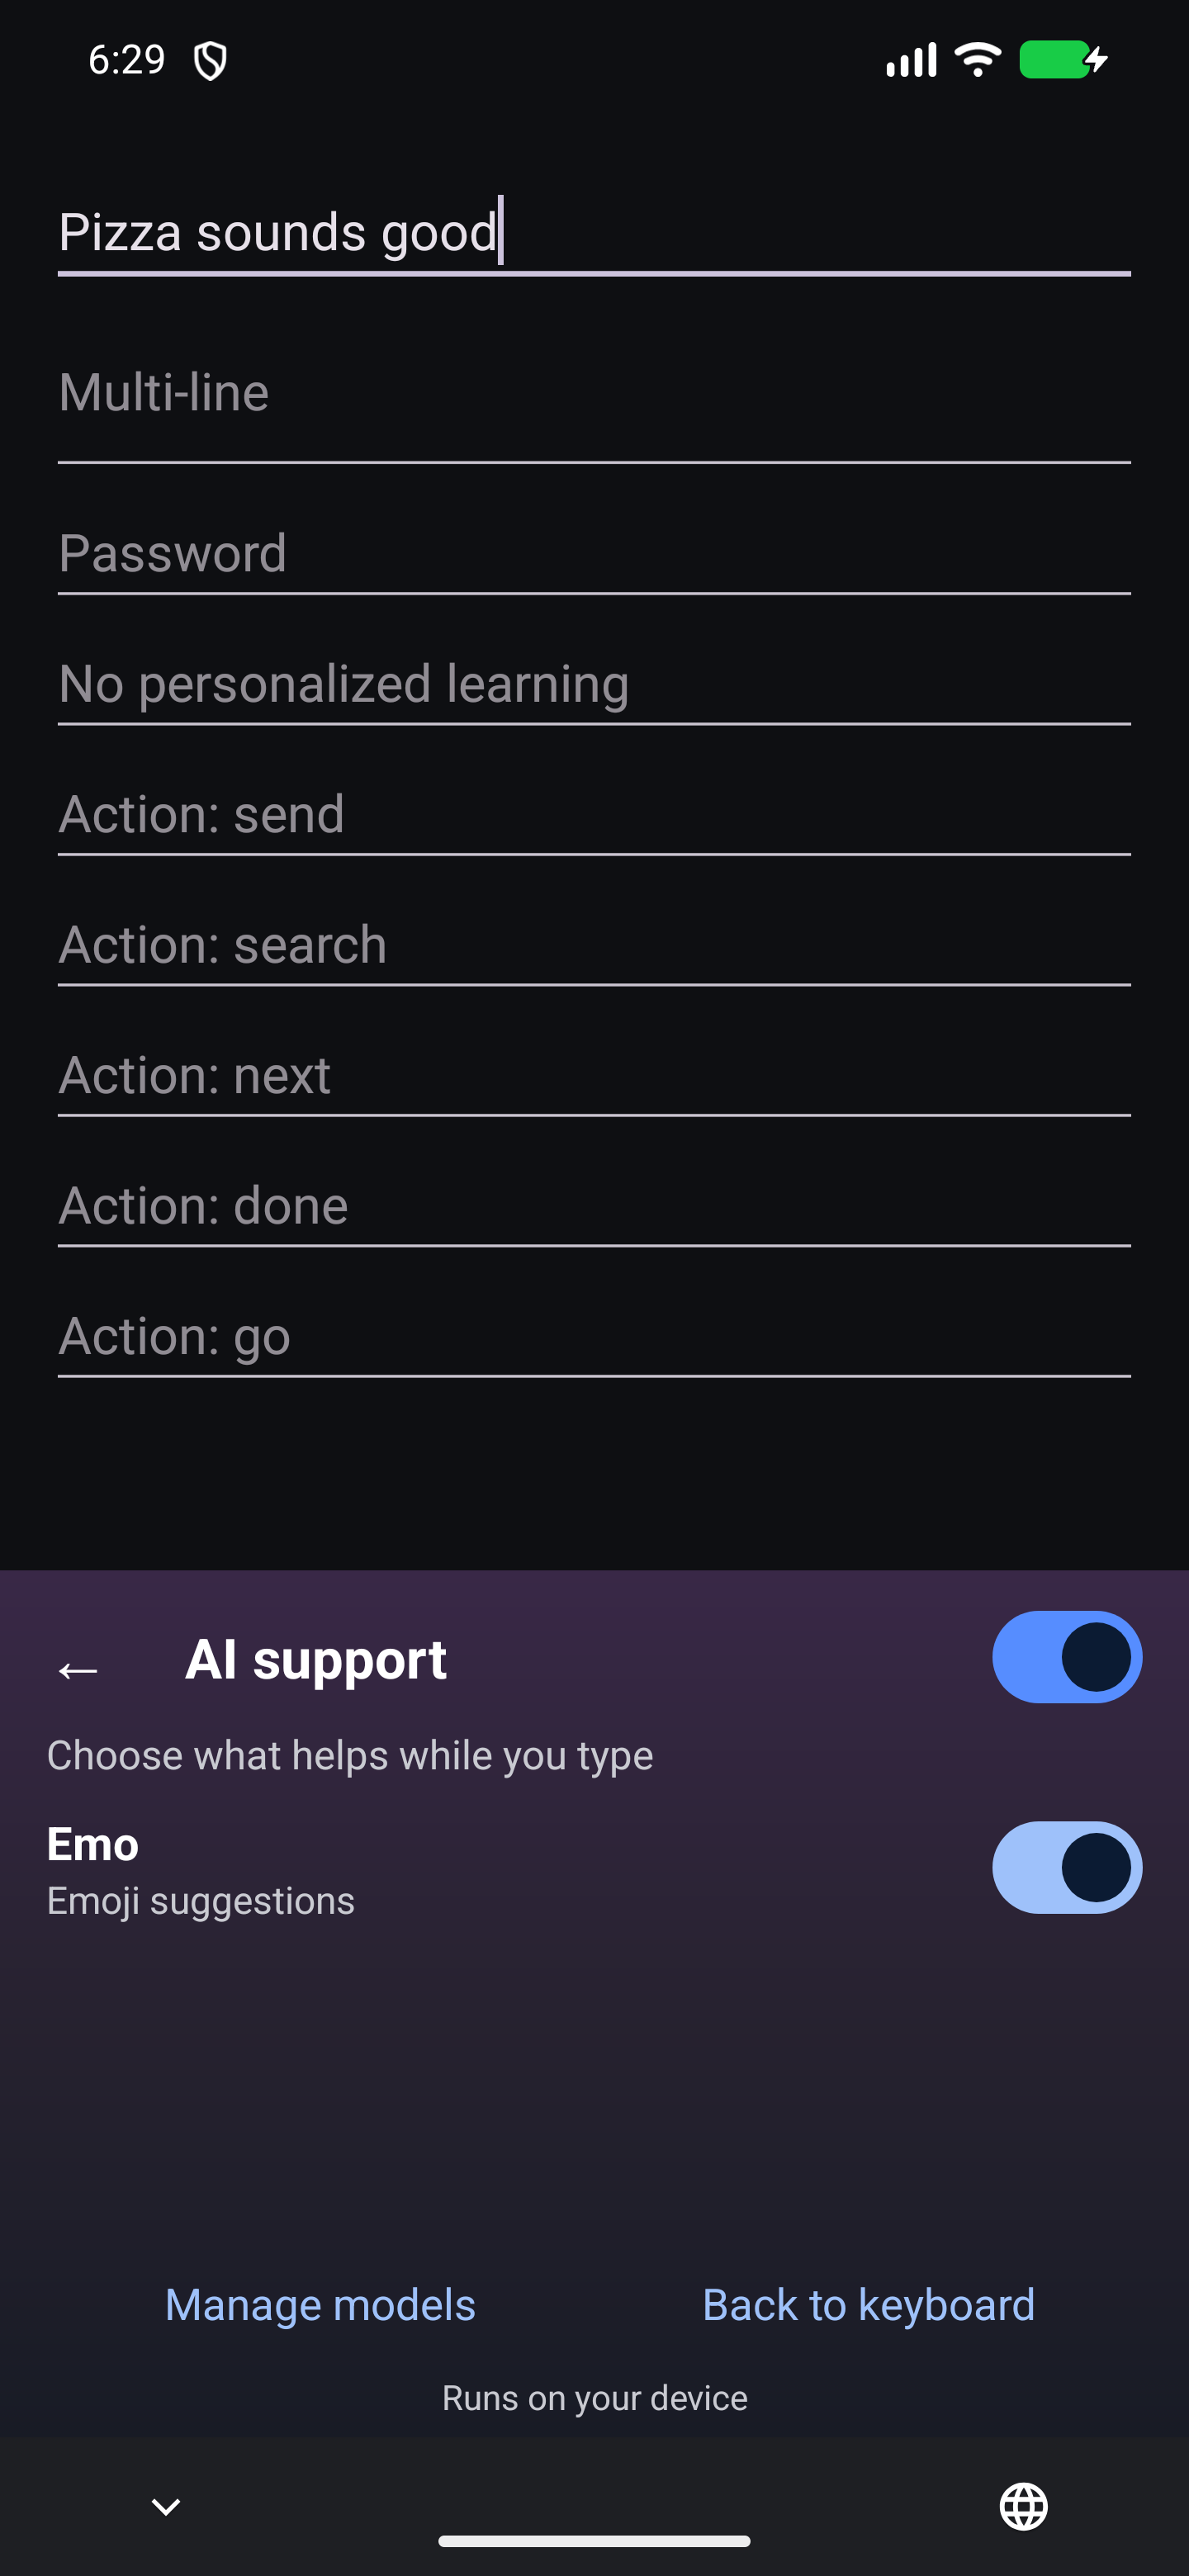 6:29
Pizza sounds good
Multi-line
Password
No personalized learning
Action: send
Action: search
Action: next
Action: done
Action: go
← AI support
Choose what helps while you type
Emo
Emoji suggestions
Manage models Back to keyboard
Runs on your device